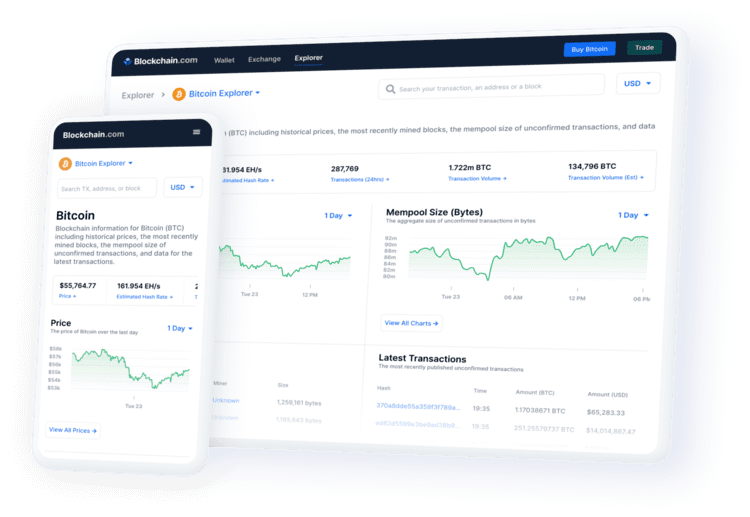 Blockchain.com
Wallet
Exchange
Explorer
Buy Bitcoin
Trade
Explorer > Bitcoin Explorer
Search your transaction, an address or a block
USD
(BTC) including historical prices, the most recently mined blocks, the mempool size of unconfirmed transactions, and data
61.954 EH/s
287,769
1.722m BTC
134,796 BTC
Estimated Hash Rate →
Transactions (24hrs) →
Transaction Volume →
Transaction Volume (Est) →
1 Day
Tue 23
12 PM
Mempool Size (Bytes)
The aggregate size of unconfirmed transactions in bytes
1 Day
92m
90m
88m
86m
84m
82m
80m
Tue 23
06 AM
12 PM
06 PM
View All Charts →
Miner
Size
Unknown
1,259,161 bytes
Unknown
Latest Transactions
The most recently published unconfirmed transactions
Hash
Time
Amount (BTC)
Amount (USD)
19:35
1.17038671 BTC
$65,283.33
19:35
251.25579737 BTC
$14,014,867.47
Blockchain.com
Bitcoin Explorer
Search TX, address, or block
USD
Bitcoin
Blockchain information for Bitcoin (BTC)
including historical prices, the most recently
mined blocks, the mempool size of
unconfirmed transactions, and data for the
latest transactions.
$55,764.77
161.954 EH/s
2
Price →
Estimated Hash Rate →
T
Price
The price of Bitcoin over the last day
1 Day
$58k
$57k
$56k
$55k
$54k
$53k
Tue 23
View All Prices →